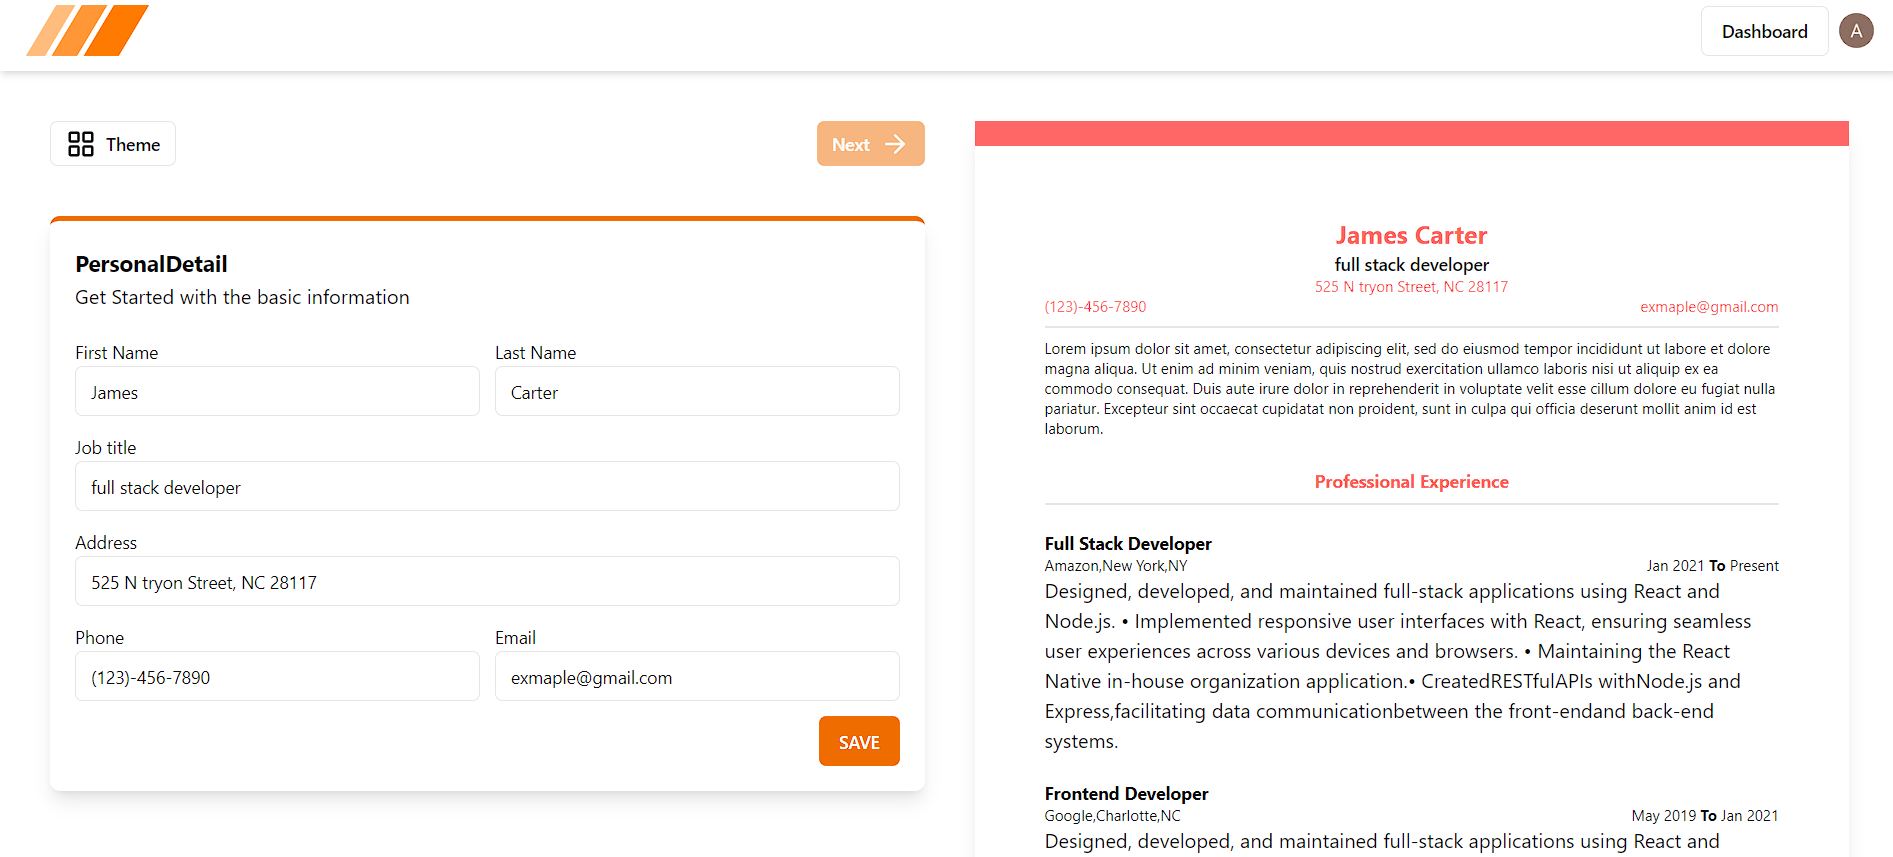 Dashboard
A
Theme
Next
PersonalDetail
Get Started with the basic information
First Name
Last Name
James
Carter
Job title
full stack developer
Address
525 N tryon Street, NC 28117
Phone
Email
(123)-456-7890
exmaple@gmail.com
SAVE
James Carter
full stack developer
525 N tryon Street, NC 28117
(123)-456-7890
exmaple@gmail.com
Lorem ipsum dolor sit amet, consectetur adipiscing elit, sed do eiusmod tempor incididunt ut labore et dolore
magna aliqua. Ut enim ad minim veniam, quis nostrud exercitation ullamco laboris nisi ut aliquip ex ea
commodo consequat. Duis aute irure dolor in reprehenderit in voluptate velit esse cillum dolore eu fugiat nulla
pariatur. Excepteur sint occaecat cupidatat non proident, sunt in culpa qui officia deserunt mollit anim id est
laborum.
Professional Experience
Full Stack Developer
Amazon,New York,NY
Jan 2021 To Present
Designed, developed, and maintained full-stack applications using React and
Node.js. • Implemented responsive user interfaces with React, ensuring seamless
user experiences across various devices and browsers. • Maintaining the React
Native in-house organization application.• CreatedRESTfulAPIs withNode.js and
Express,facilitating data communicationbetween the front-endand back-end
systems.
Frontend Developer
Google,Charlotte,NC
May 2019 To Jan 2021
Designed, developed, and maintained full-stack applications using React and